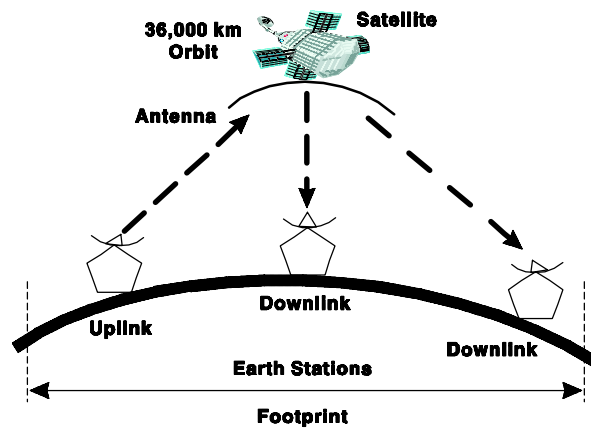 36,000 km
Orbit
Satellite
Antenna
Uplink
Downlink
Downlink
Earth Stations
Footprint